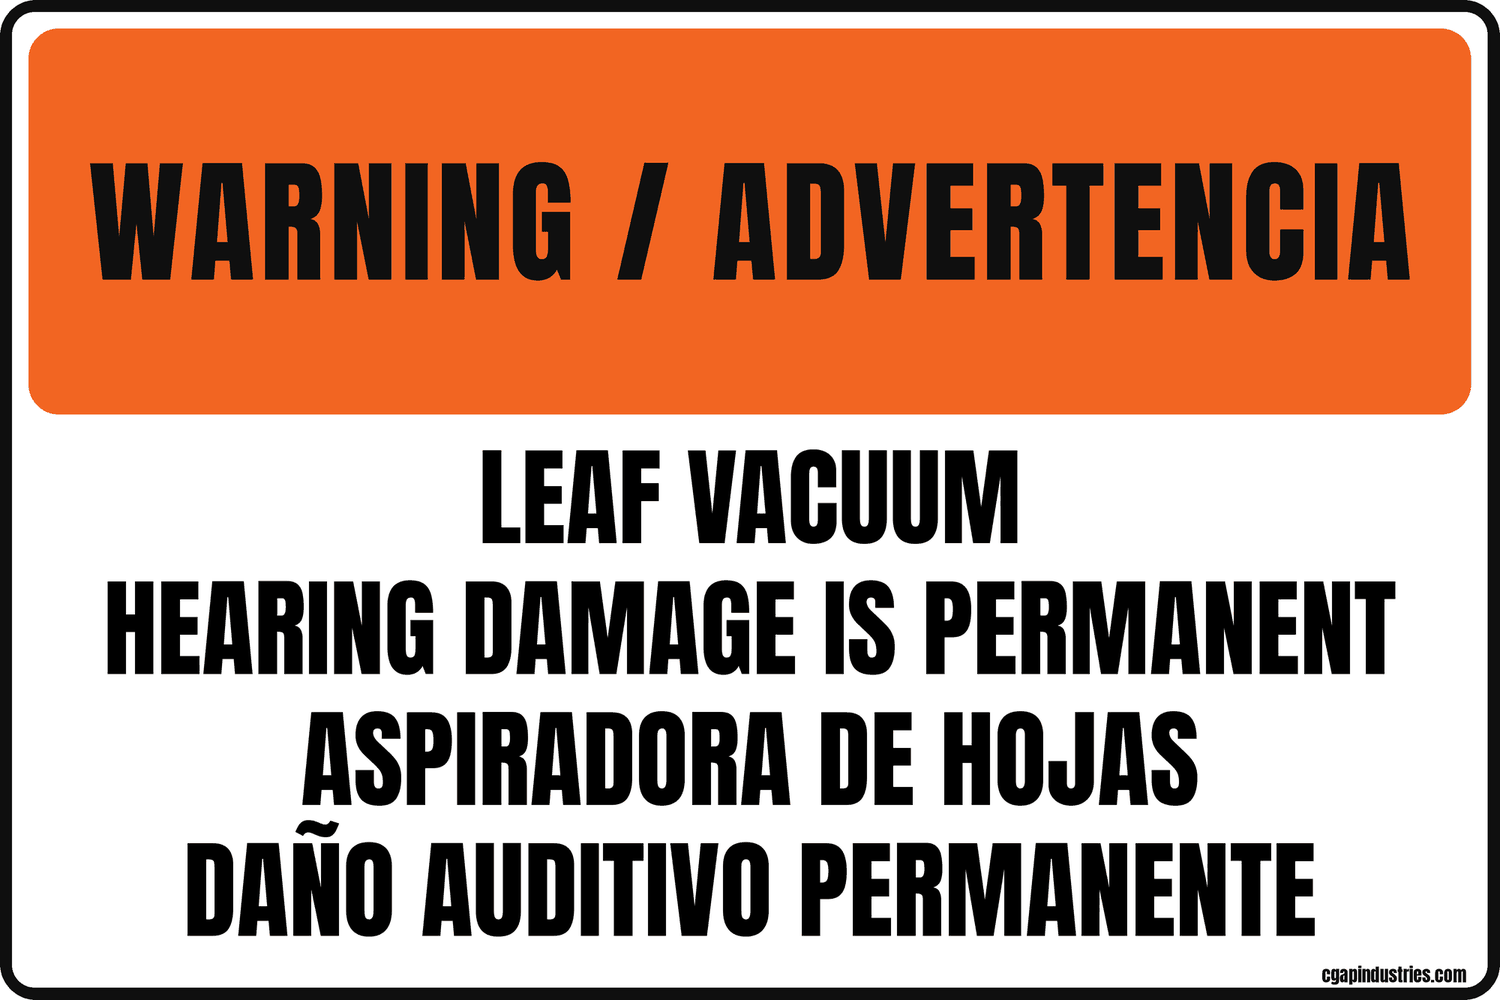 WARNING / ADVERTENCIA
LEAF VACUUM
HEARING DAMAGE IS PERMANENT
ASPIRADORA DE HOJAS
DAÑO AUDITIVO PERMANENTE
cgapindustries.com